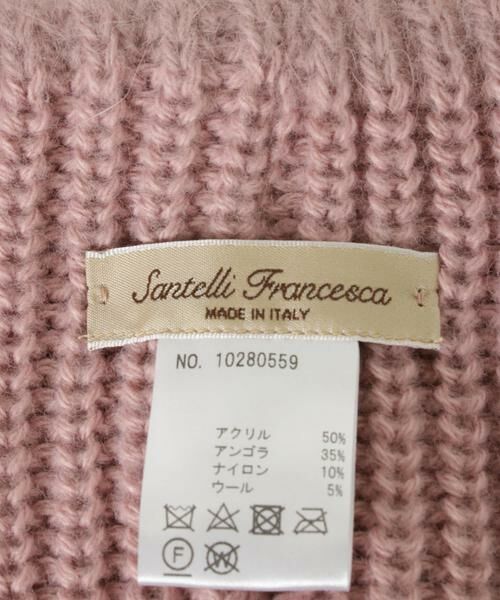 Santelli Francesca
MADE IN ITALY
NO. 10280559
アクリル 50%
アンゴラ 35%
ナイロン 10%
ウール 5%
F
W